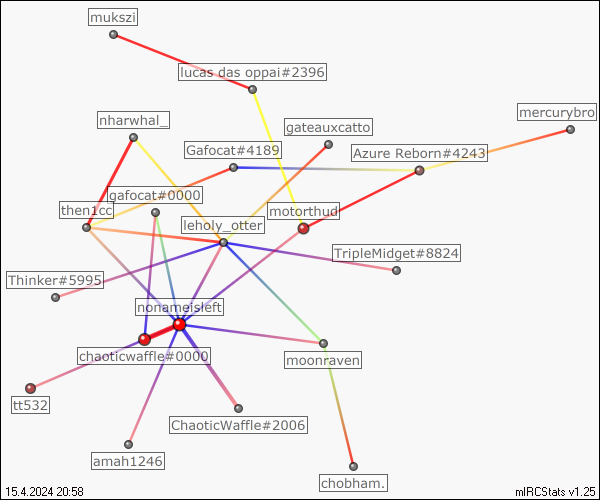 mukszi
lucas das oppai#2396
mercurybro
nharwhal_
gateauxcatto
Gafocat#4189
Azure Reborn#4243
gafocat#0000
then1cc
motorthud
leholy_otter
TripleMidget#8824
Thinker#5995
nonameisleft
chaoticwaffle#0000
moonraven
tt532
ChaoticWaffle#2006
amah1246
chobham.
15.4.2024 20:58
mIRCStats v1.25